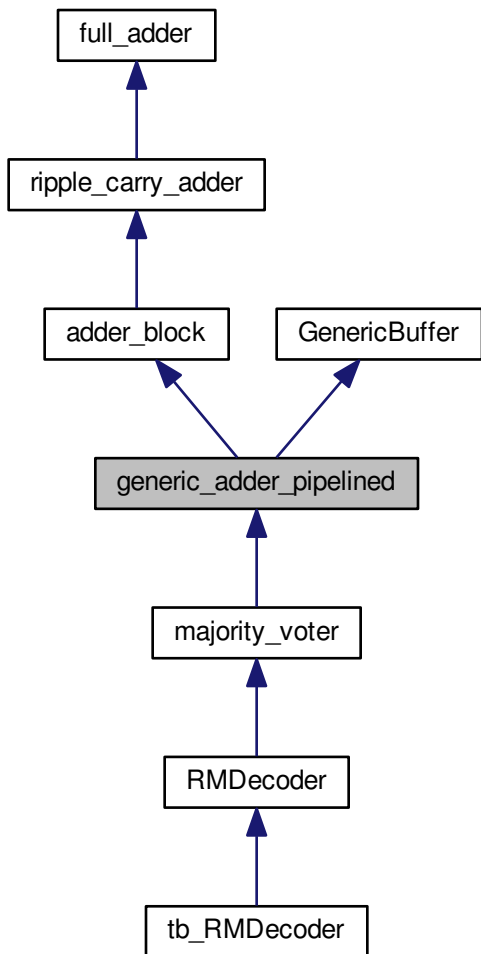 full_adder
ripple_carry_adder
adder_block
GenericBuffer
generic_adder_pipelined
majority_voter
RMDecoder
tb_RMDecoder